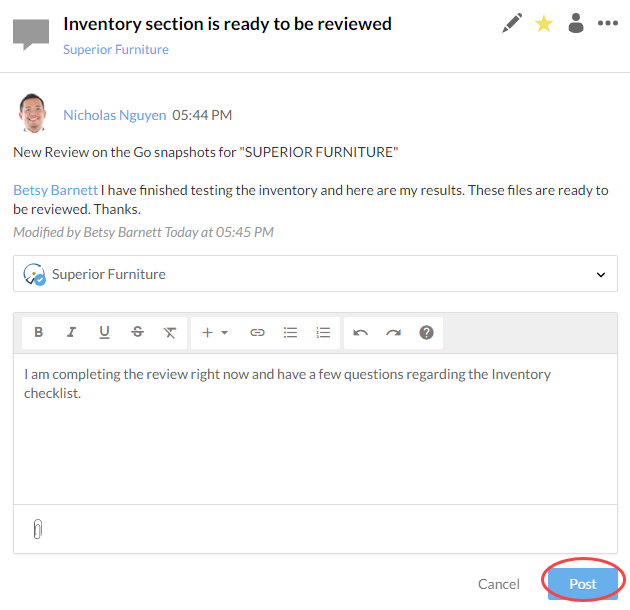 Inventory section is ready to be reviewed
Superior Furniture
Nicholas Nguyen 05:44 PM
New Review on the Go snapshots for "SUPERIOR FURNITURE"
Betsy Barnett I have finished testing the inventory and here are my results. These files are ready to
be reviewed. Thanks.
Modified by Betsy Barnett Today at 05:45 PM
Superior Furniture
B I U S T
I am completing the review right now and have a few questions regarding the Inventory
checklist.
Cancel Post